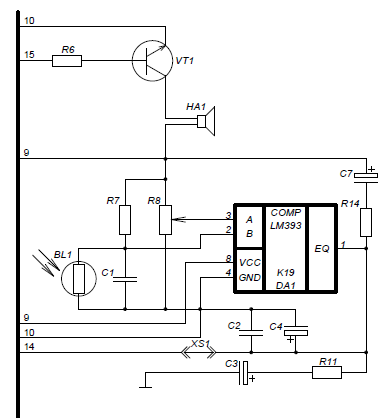 10
15
R6
VT1
HA1
9
C7
+
R7
R8
3
A
COMP
LM393
R14
2
B
EQ
1
BL1
8
VCC
C1
4
GND
K19
DA1
9
10
C2
C4
+
14
XS1
C3
+
R11